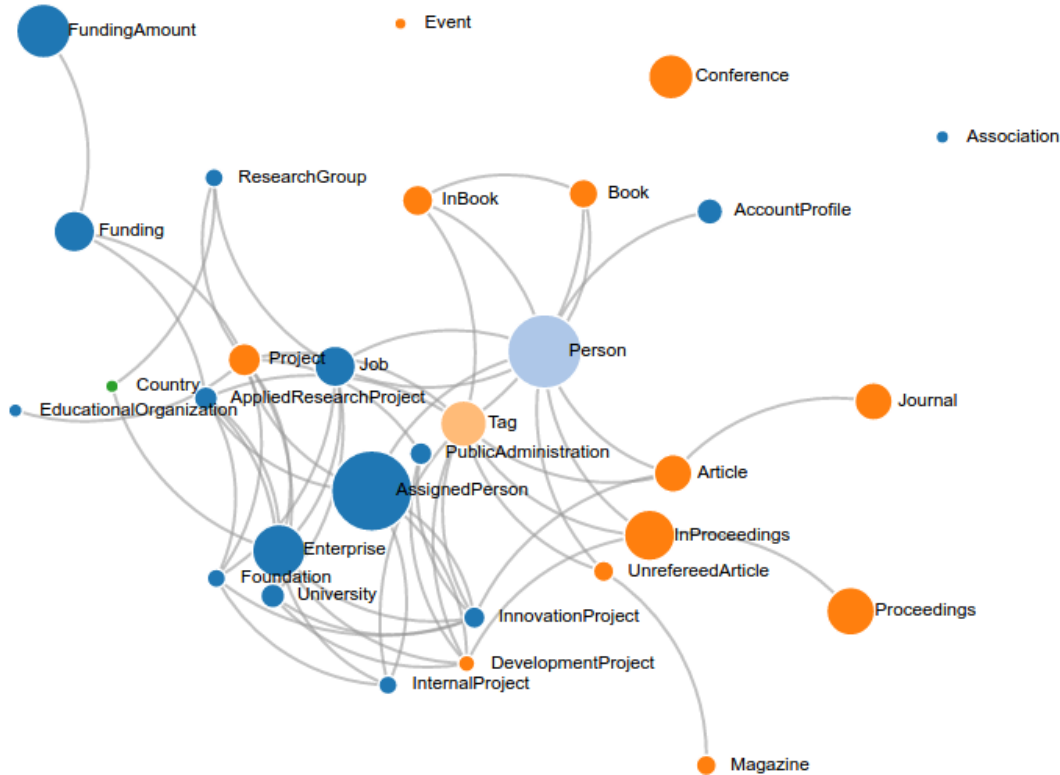 FundingAmount
Event
Conference
Association
ResearchGroup
InBook
Book
AccountProfile
Funding
Person
Project
Job
Country
AppliedResearchProject
EducationalOrganization
Journal
Tag
PublicAdministration
Article
AssignedPerson
InProceedings
Enterprise
UnrefereedArticle
Foundation
University
Proceedings
InnovationProject
DevelopmentProject
InternalProject
Magazine